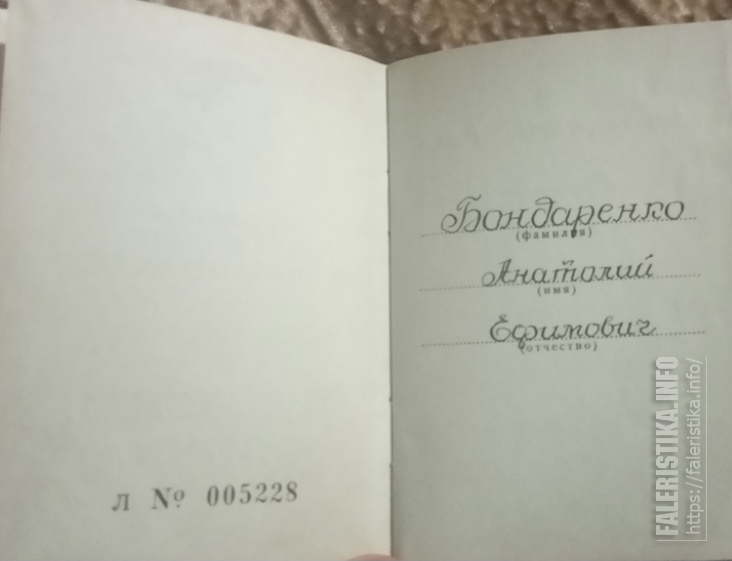 Л № 005228
Бондаренко
(фамилия)
Анатолий
(имя)
Ефимович
(отчество)
FALERISTIKA.INFO
https://faleristika.info/